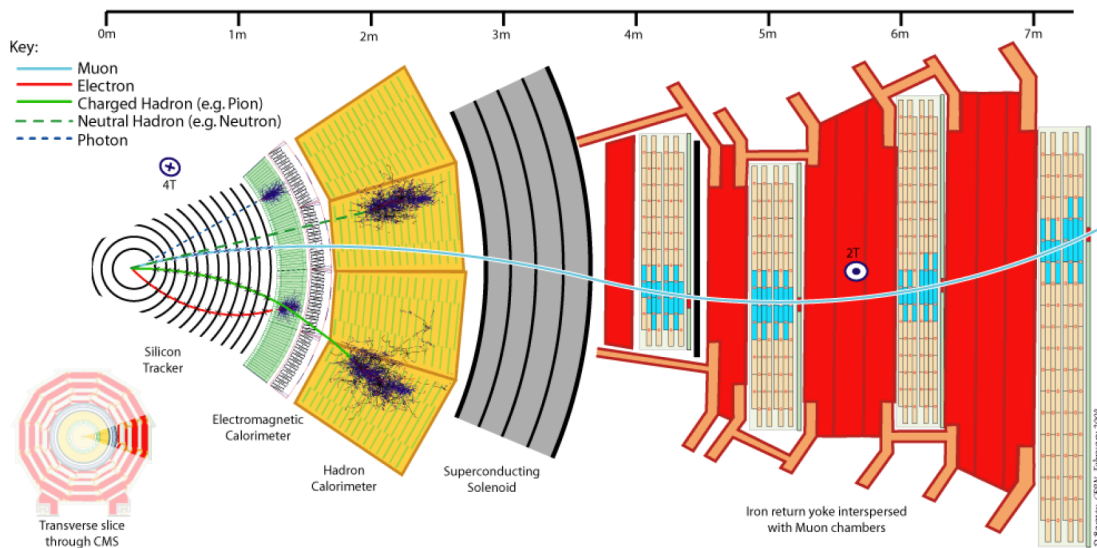 0m 1m 2m 3m 4m 5m 6m 7m
Key:
Muon
Electron
Charged Hadron (e.g. Pion)
Neutral Hadron (e.g. Neutron)
Photon
4T
2T
Silicon
Tracker
Electromagnetic
Calorimeter
Hadron
Calorimeter
Superconducting
Solenoid
Iron return yoke interspersed
with Muon chambers
Transverse slice
through CMS
CERN, February